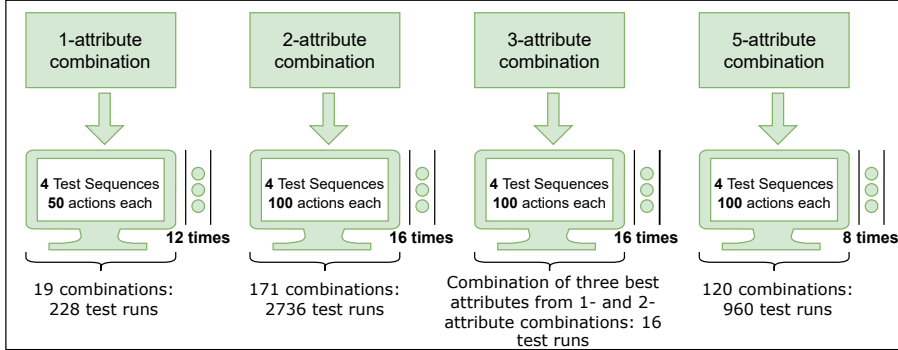 1-attribute
combination
2-attribute
combination
3-attribute
combination
5-attribute
combination
4 Test Sequences
50 actions each
12 times
4 Test Sequences
100 actions each
16 times
4 Test Sequences
100 actions each
16 times
4 Test Sequences
100 actions each
8 times
19 combinations:
228 test runs
171 combinations:
2736 test runs
Combination of three best
attributes from 1- and 2-
attribute combinations: 16
test runs
120 combinations:
960 test runs